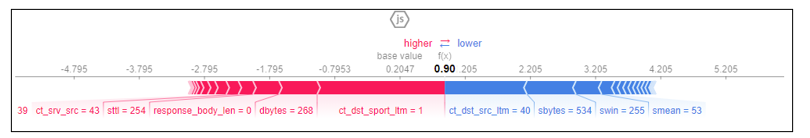 js
higher ⇄ lower
base value f(x)
-4.795 -3.795 -2.795 -1.795 -0.7953 0.2047 0.90 205 2.205 3.205 4.205 5.205
39 ct_srv_src = 43 sttl = 254 response_body_len = 0 dbytes = 268 ct_dst_sport_ltm = 1 ct_dst_src_ltm = 40 sbytes = 534 swin = 255 smean = 53